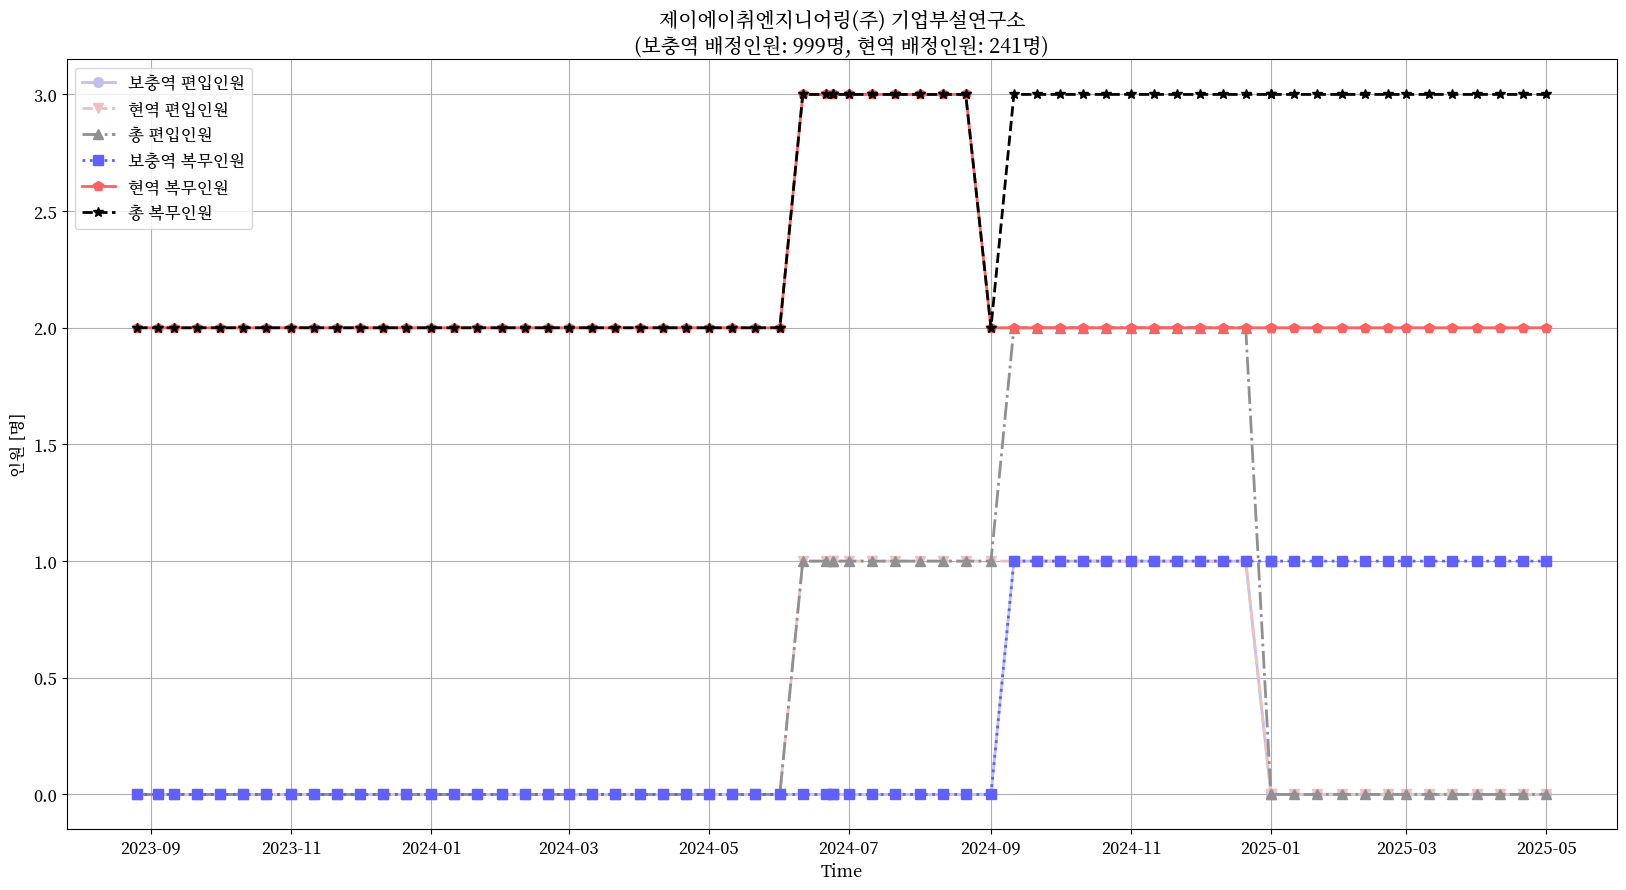 제이에이취엔지니어링(주) 기업부설연구소
(보충역 배정인원: 999명, 현역 배정인원: 241명)
보충역 편입인원
현역 편입인원
총 편입인원
보충역 복무인원
현역 복무인원
총 복무인원
3.0
2.5
2.0
1.5
1.0
0.5
0.0
인원 [명]
2023-09
2023-11
2024-01
2024-03
2024-05
2024-07
2024-09
2024-11
2025-01
2025-03
2025-05
Time